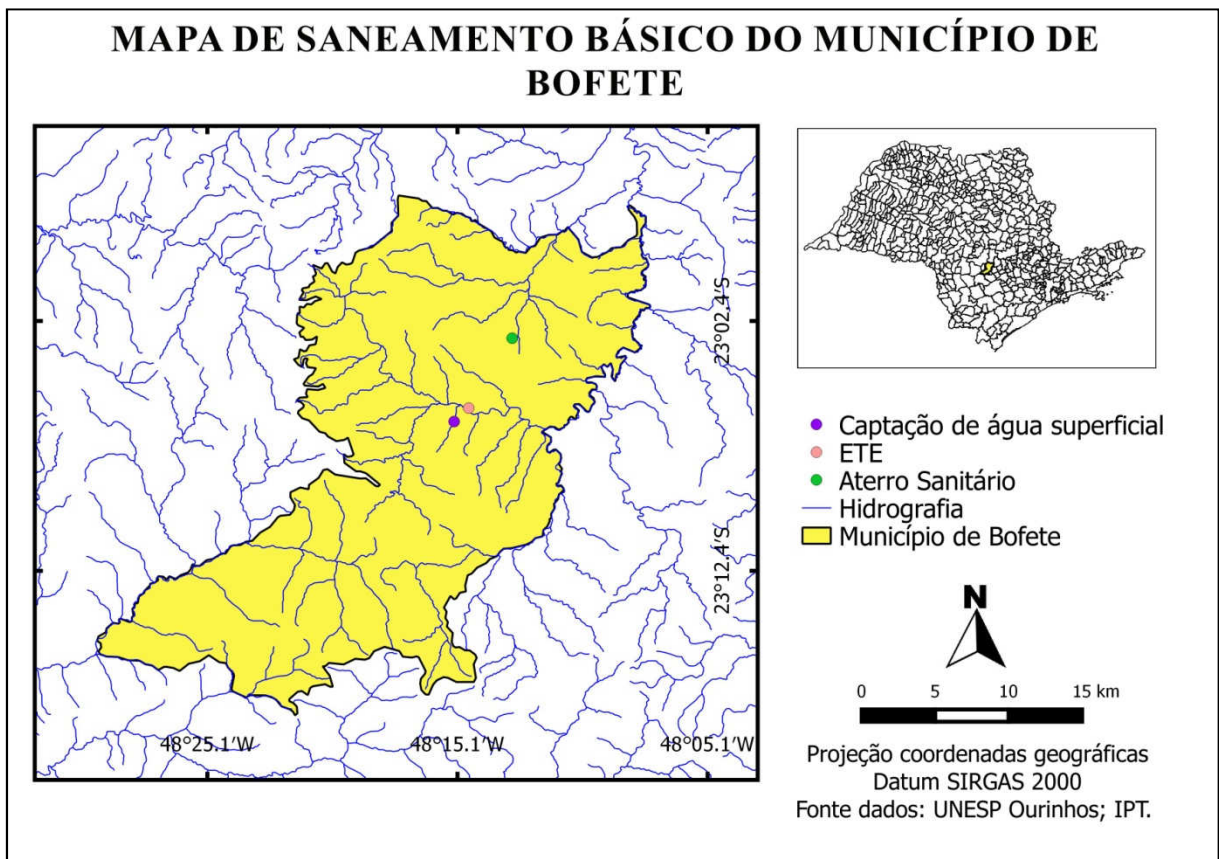 MAPA DE SANEAMENTO BÁSICO DO MUNICÍPIO DE
BOFETE
23°02.4'S
23°12.4'S
48°25.1'W
48°15.1'W
48°05.1'W
Captação de água superficial
ETE
Aterro Sanitário
Hidrografia
Município de Bofete
N
0 5 10 15 km
Projeção coordenadas geográficas
Datum SIRGAS 2000
Fonte dados: UNESP Ourinhos; IPT.